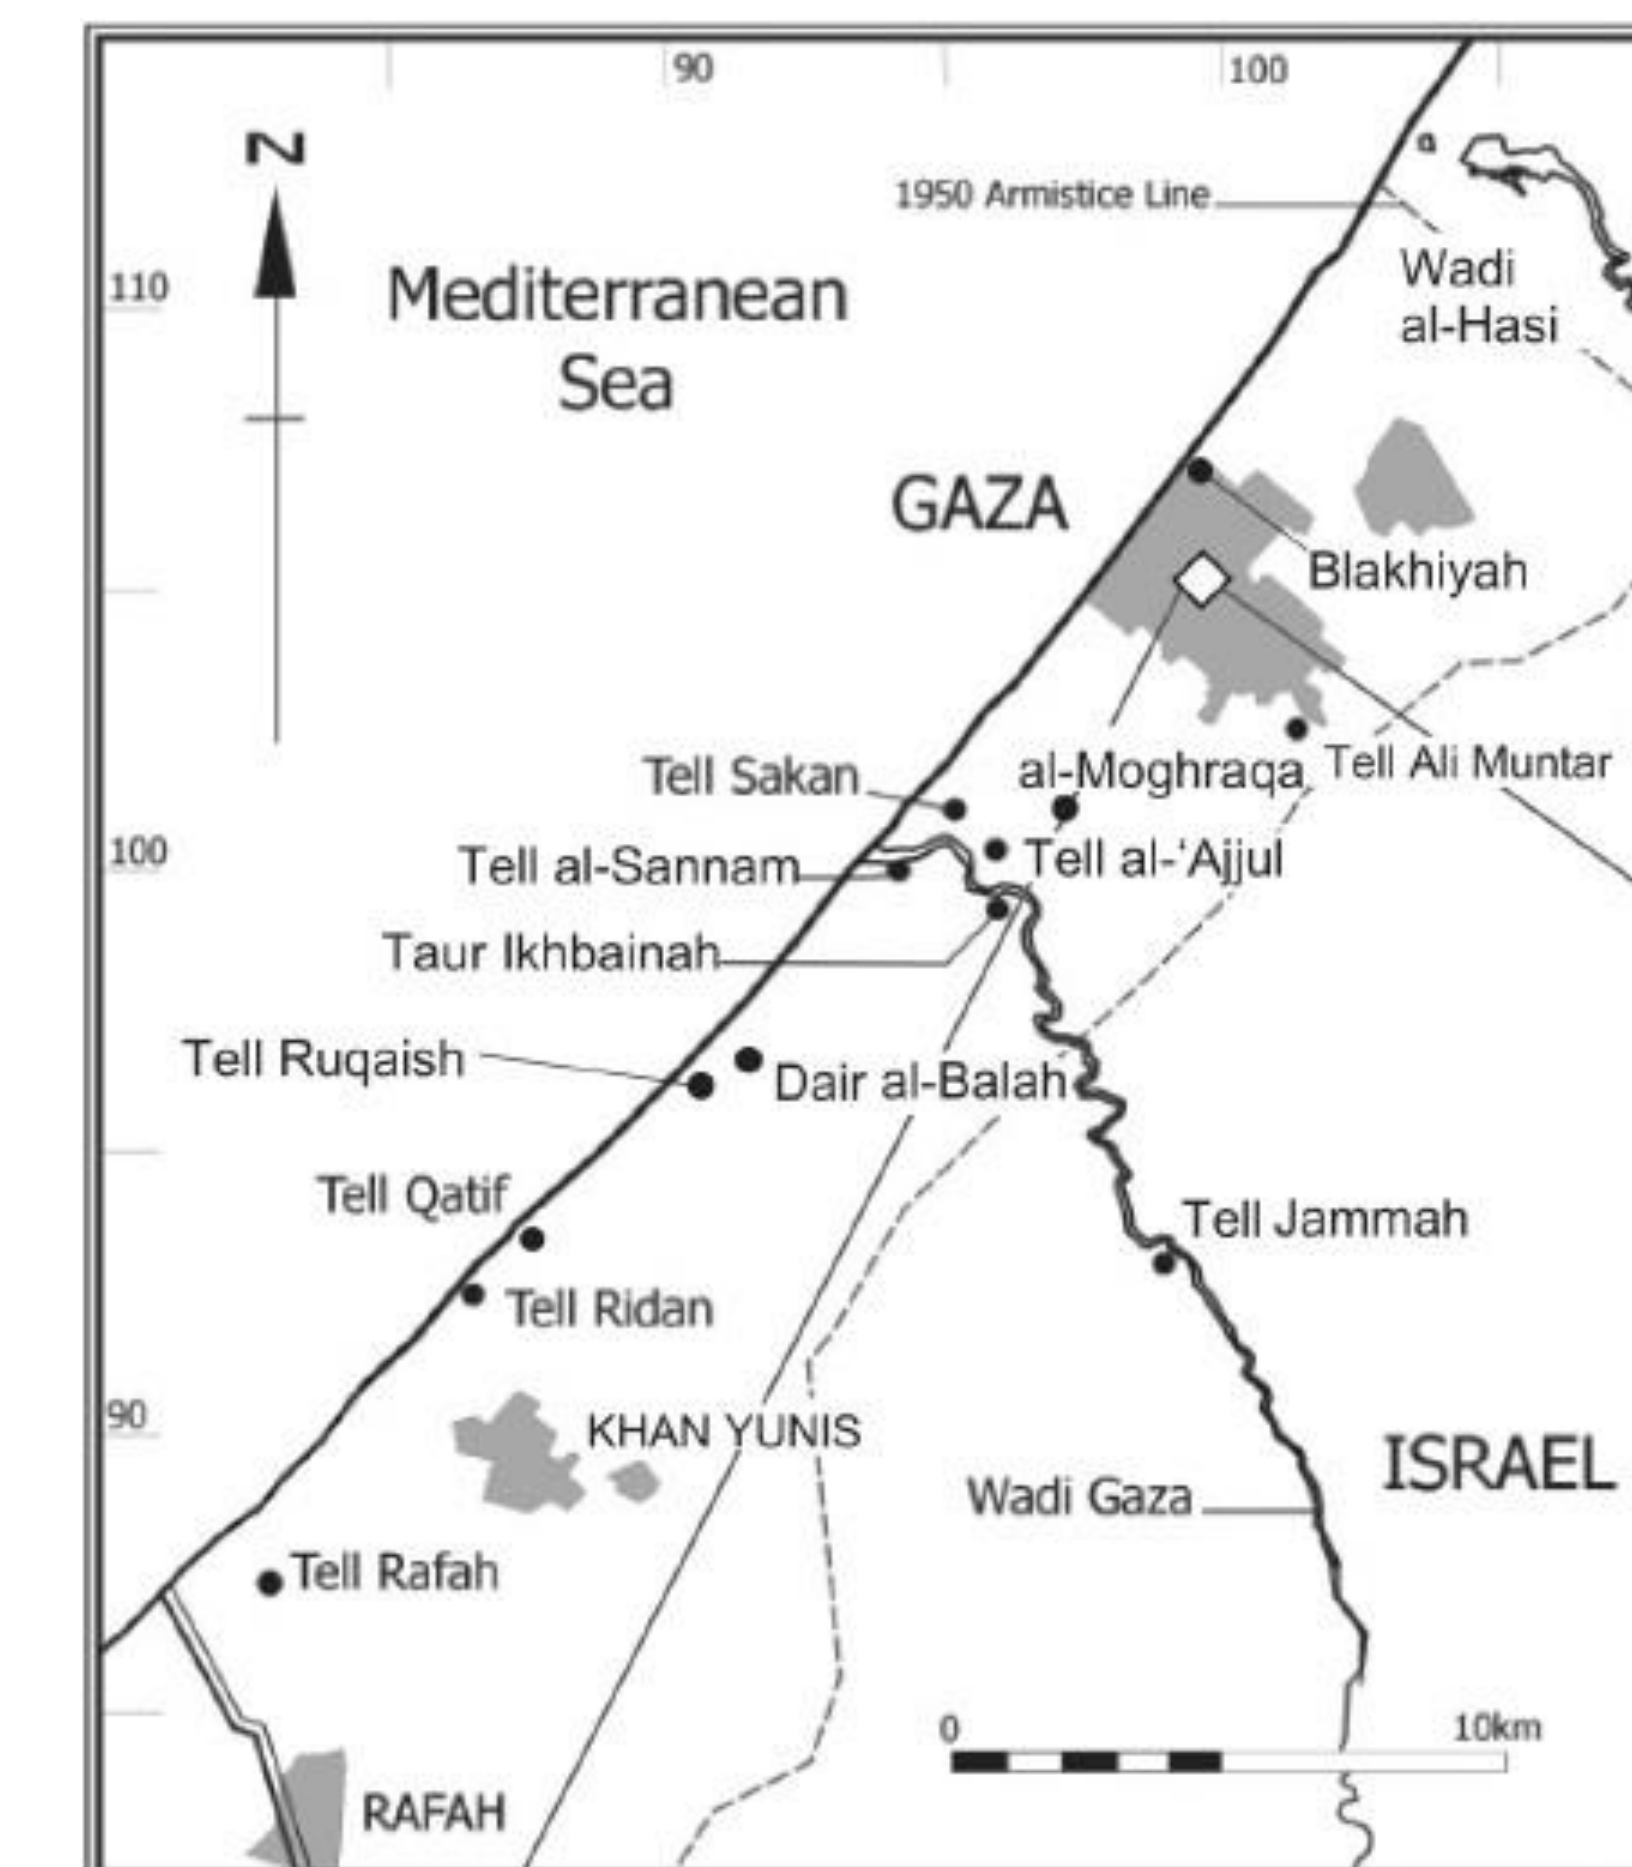 90
100
N
1950 Armistice Line
110
Mediterranean
Sea
Wadi
al-Hasi
GAZA
Blakhiyah
Tell Sakan
al-Moghraqa
Tell Ali Muntar
100
Tell al-Sannam
Tell al-‘Ajjul
Taur Ikhbainah
Tell Ruqaish
Dair al-Balah
Tell Qatif
Tell Jammah
Tell Ridan
90
KHAN YUNIS
ISRAEL
Wadi Gaza
Tell Rafah
0
10km
RAFAH